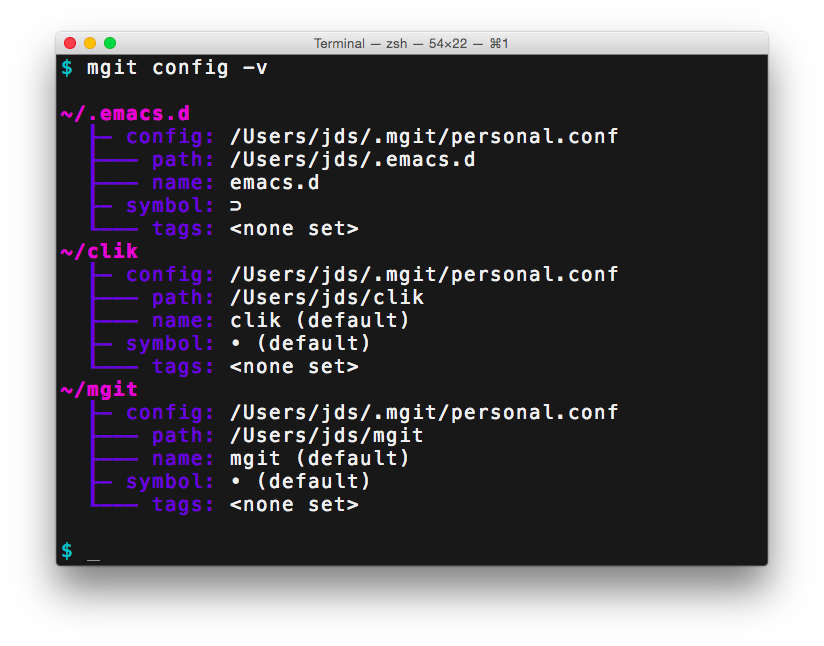 Terminal — zsh — 54×22 — ⌘1
$ mgit config -v
~/.emacs.d
config: /Users/jds/.mgit/personal.conf
path: /Users/jds/.emacs.d
name: emacs.d
symbol: ⊃
tags: <none set>
~/clik
config: /Users/jds/.mgit/personal.conf
path: /Users/jds/clik
name: clik (default)
symbol: • (default)
tags: <none set>
~/mgit
config: /Users/jds/.mgit/personal.conf
path: /Users/jds/mgit
name: mgit (default)
symbol: • (default)
tags: <none set>
$ _